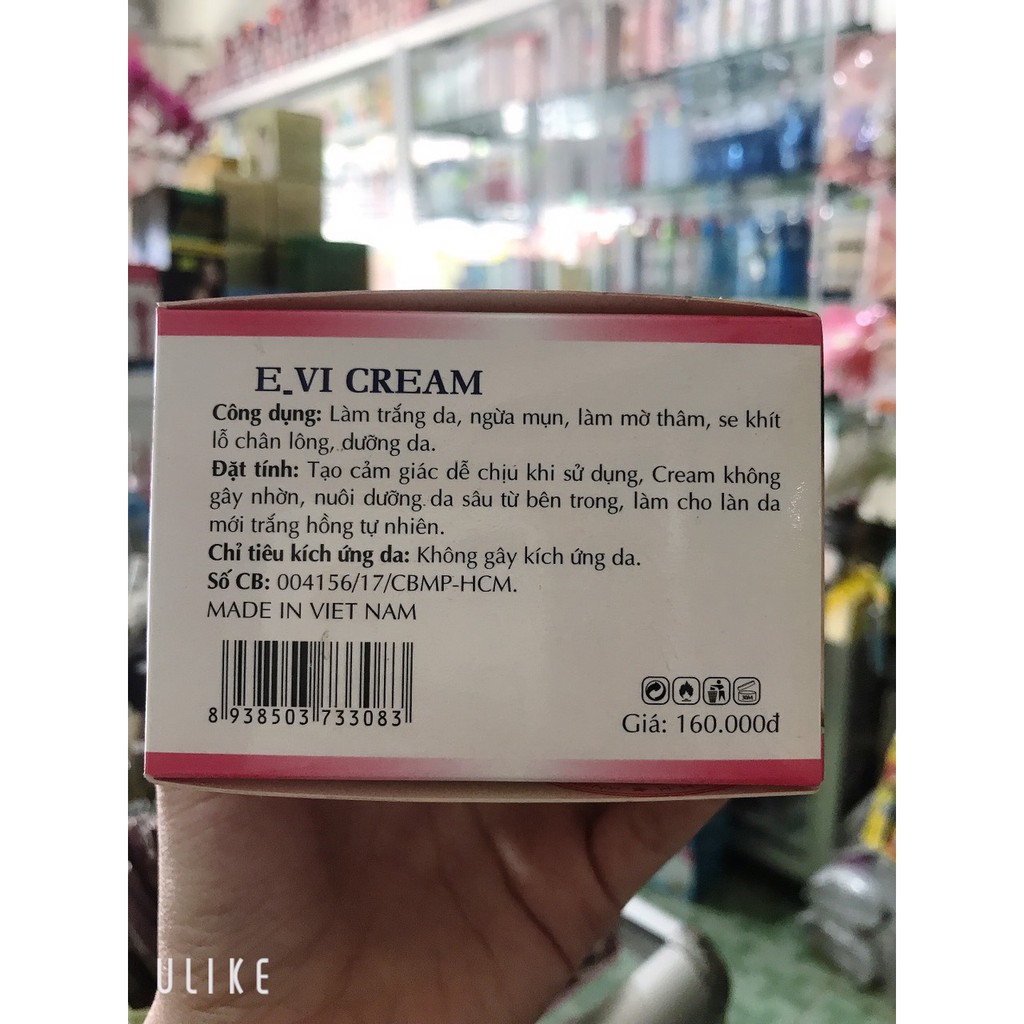 E_VI CREAM
Công dụng: Làm trắng da, ngừa mụn, làm mờ thâm, se khít
lỗ chân lông, dưỡng da.
Đặt tính: Tạo cảm giác dễ chịu khi sử dụng, Cream không
gây nhờn, nuôi dưỡng da sâu từ bên trong, làm cho làn da
mới trắng hồng tự nhiên.
Chỉ tiêu kích ứng da: Không gây kích ứng da.
Số CB: 004156/17/CBMP-HCM.
MADE IN VIET NAM
8 938503 733083
Giá: 160.000đ
ULIKE